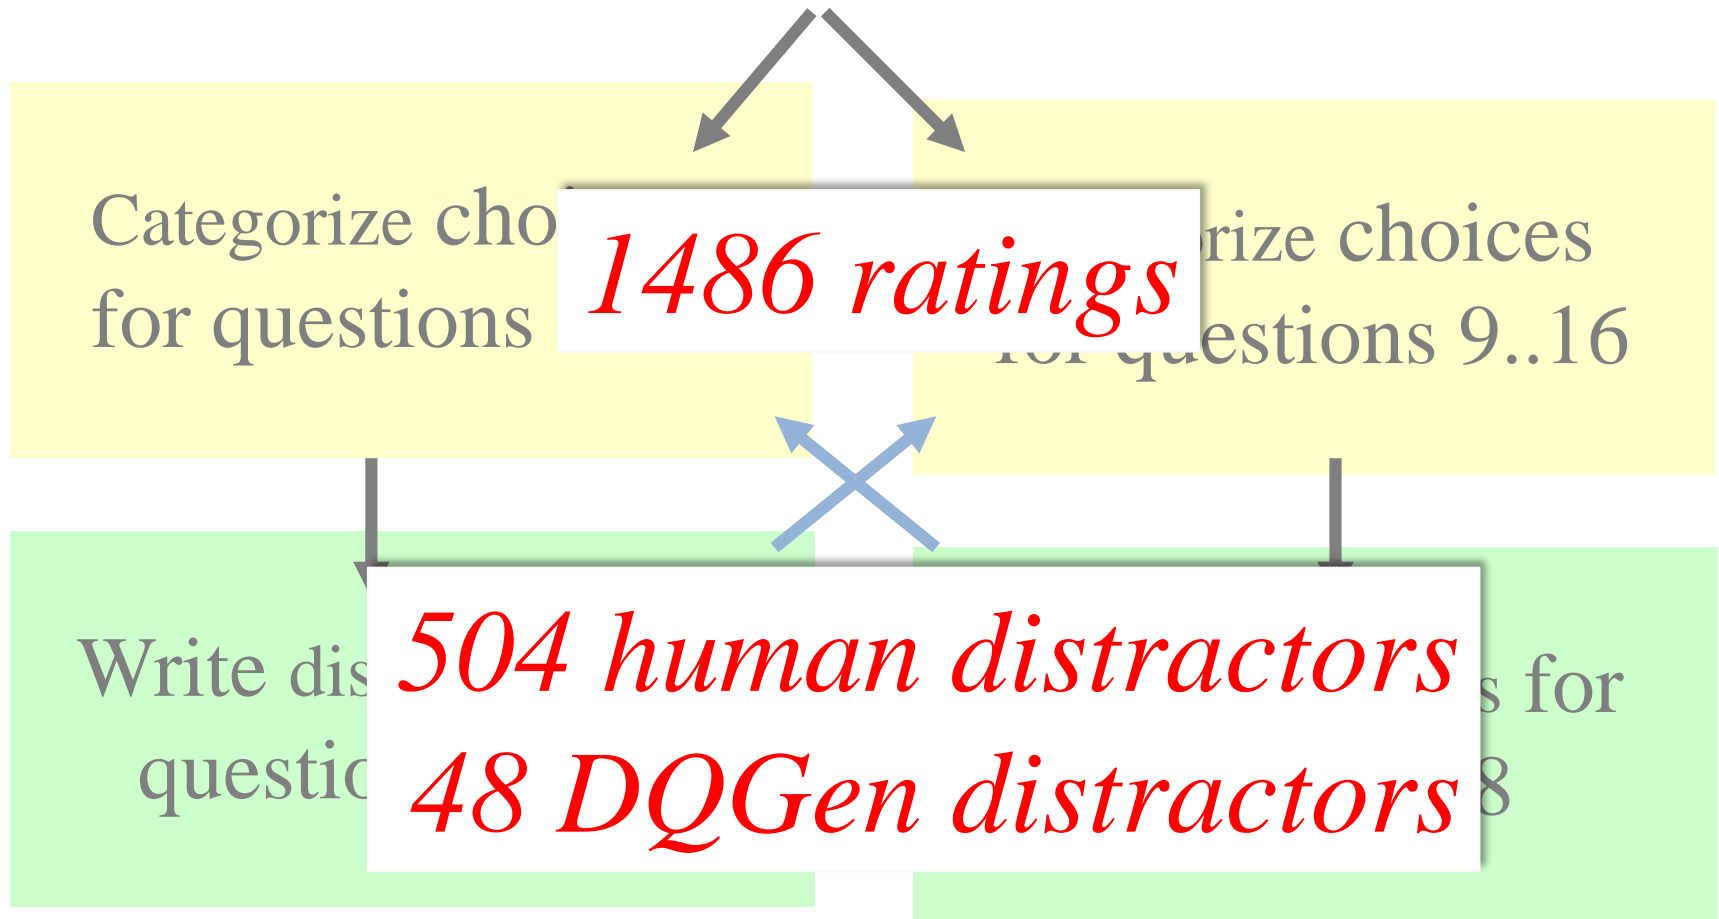 Categorize cho
for questions
1486 ratings
rize choices
for questions 9..16
Write dis
questio
504 human distractors
48 DQGen distractors
s for
8